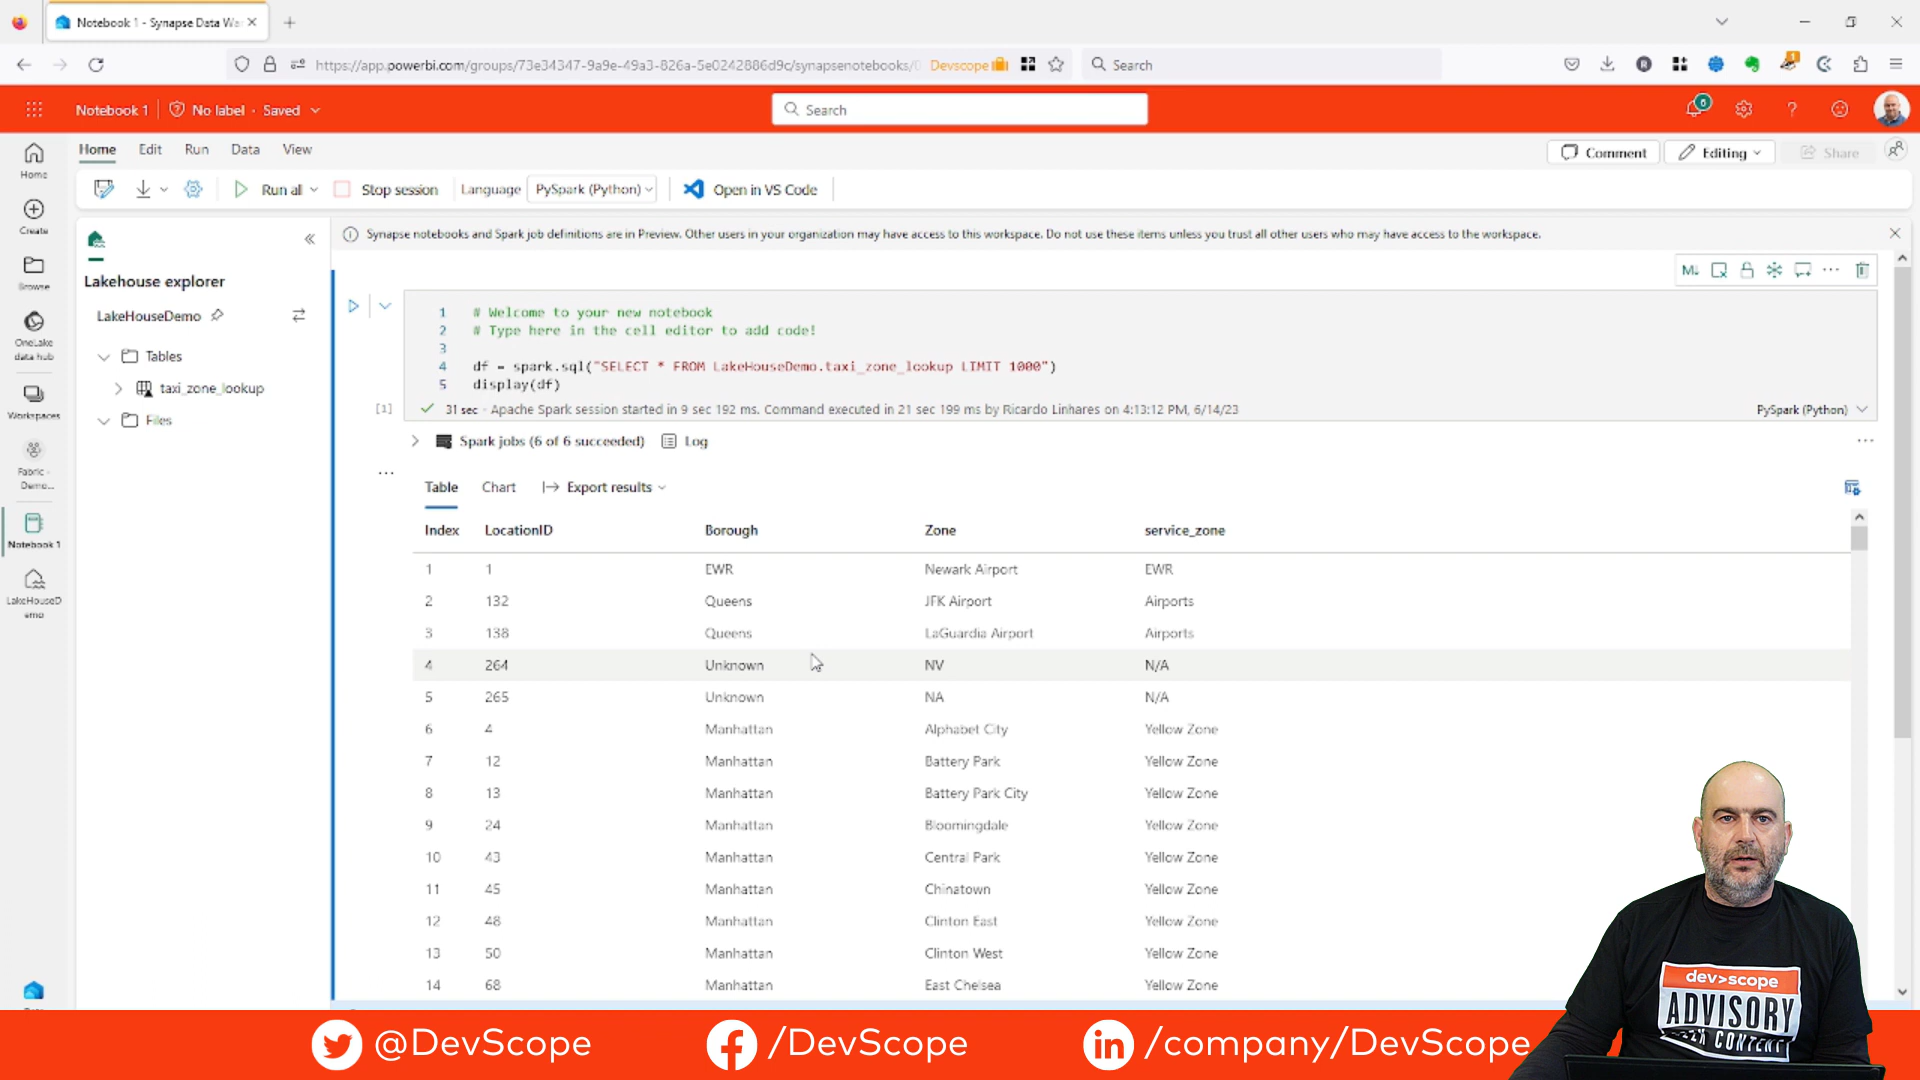 Notebook 1 - Synapse Data Wa
https://app.powerbi.com/groups/73e34347-9a9e-49a3-826a-5e0242886d9c/synapsenotebooks/
Devscope
Search
Notebook 1
No label · Saved
Search
6
Home Edit Run Data View
Comment
Editing
Share
Run all
Stop session
Language
PySpark (Python)
Open in VS Code
Home
Create
Browse
OneLake
data hub
Workspaces
Fabric -
Demo...
Notebook 1
LakeHouseD
emo
Lakehouse explorer
LakeHouseDemo
Tables
taxi_zone_lookup
Files
Synapse notebooks and Spark job definitions are in Preview. Other users in your organization may have access to this workspace. Do not use these items unless you trust all other users who may have access to the workspace.
M↓
1 # Welcome to your new notebook
2 # Type here in the cell editor to add code!
3
4 df = spark.sql("SELECT * FROM LakeHouseDemo.taxi_zone_lookup LIMIT 1000")
5 display(df)
[1]
31 sec - Apache Spark session started in 9 sec 192 ms. Command executed in 21 sec 199 ms by Ricardo Linhares on 4:13:12 PM, 6/14/23
PySpark (Python)
Spark jobs (6 of 6 succeeded)
Log
Table Chart Export results
Index LocationID Borough Zone service_zone
1 1 EWR Newark Airport EWR
2 132 Queens JFK Airport Airports
3 138 Queens LaGuardia Airport Airports
4 264 Unknown NV N/A
5 265 Unknown NA N/A
6 4 Manhattan Alphabet City Yellow Zone
7 12 Manhattan Battery Park Yellow Zone
8 13 Manhattan Battery Park City Yellow Zone
9 24 Manhattan Bloomingdale Yellow Zone
10 43 Manhattan Central Park Yellow Zone
11 45 Manhattan Chinatown Yellow Zone
12 48 Manhattan Clinton East Yellow Zone
13 50 Manhattan Clinton West Yellow Zone
14 68 Manhattan East Chelsea Yellow Zone
dev>scope
ADVISORY
CONTENT
@DevScope
/DevScope
/company/DevScope